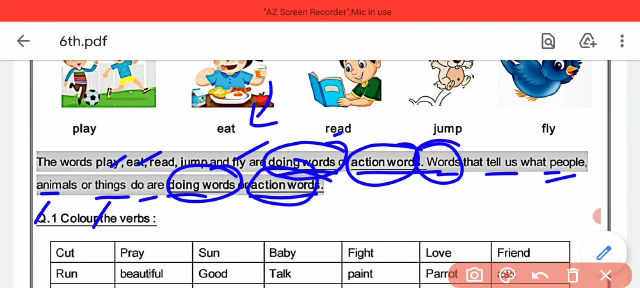 "AZ Screen Recorder",Mic in use
6th.pdf
play eat read jump fly
The words play, eat, read, jump and fly are doing words or action words. Words that tell us what people,
animals or things do are doing words or action words.
Q.1 Colour the verbs :
Cut Pray Sun Baby Fight Love Friend
Run beautiful Good Talk paint Parrot